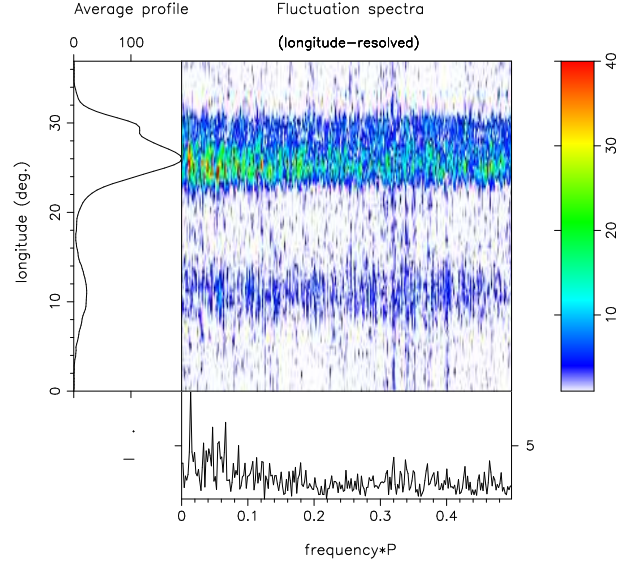 Average profile Fluctuation spectra
0 100 (longitude-resolved)
40
30
20
10
30
20
10
0
longitude (deg.)
5
0 0.1 0.2 0.3 0.4
frequency*P